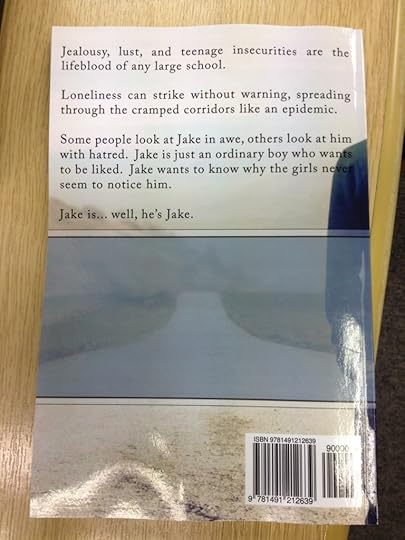 Jealousy, lust, and teenage insecurities are the
lifeblood of any large school.
Loneliness can strike without warning, spreading
through the cramped corridors like an epidemic.
Some people look at Jake in awe, others look at him
with hatred. Jake is just an ordinary boy who wants
to be liked. Jake wants to know why the girls never
seem to notice him.
Jake is... well, he's Jake.
ISBN 9781491212639
90000
9 781491 212639